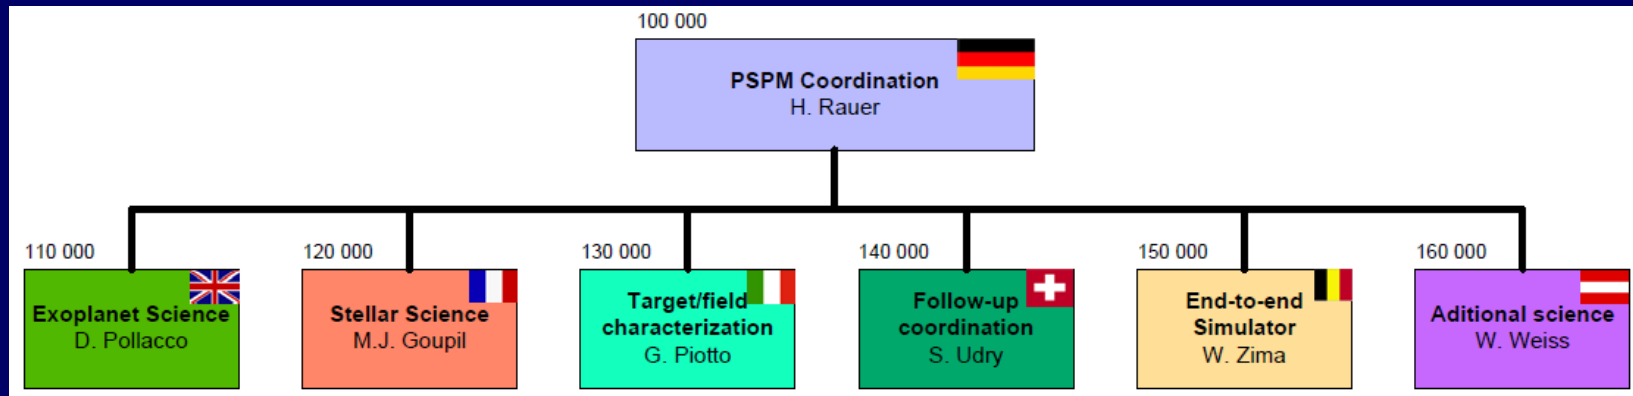 100 000
PSPM Coordination
H. Rauer
110 000
Exoplanet Science
D. Pollacco
120 000
Stellar Science
M.J. Goupil
130 000
Target/field
characterization
G. Piotto
140 000
Follow-up
coordination
S. Udry
150 000
End-to-end
Simulator
W. Zima
160 000
Aditional science
W. Weiss